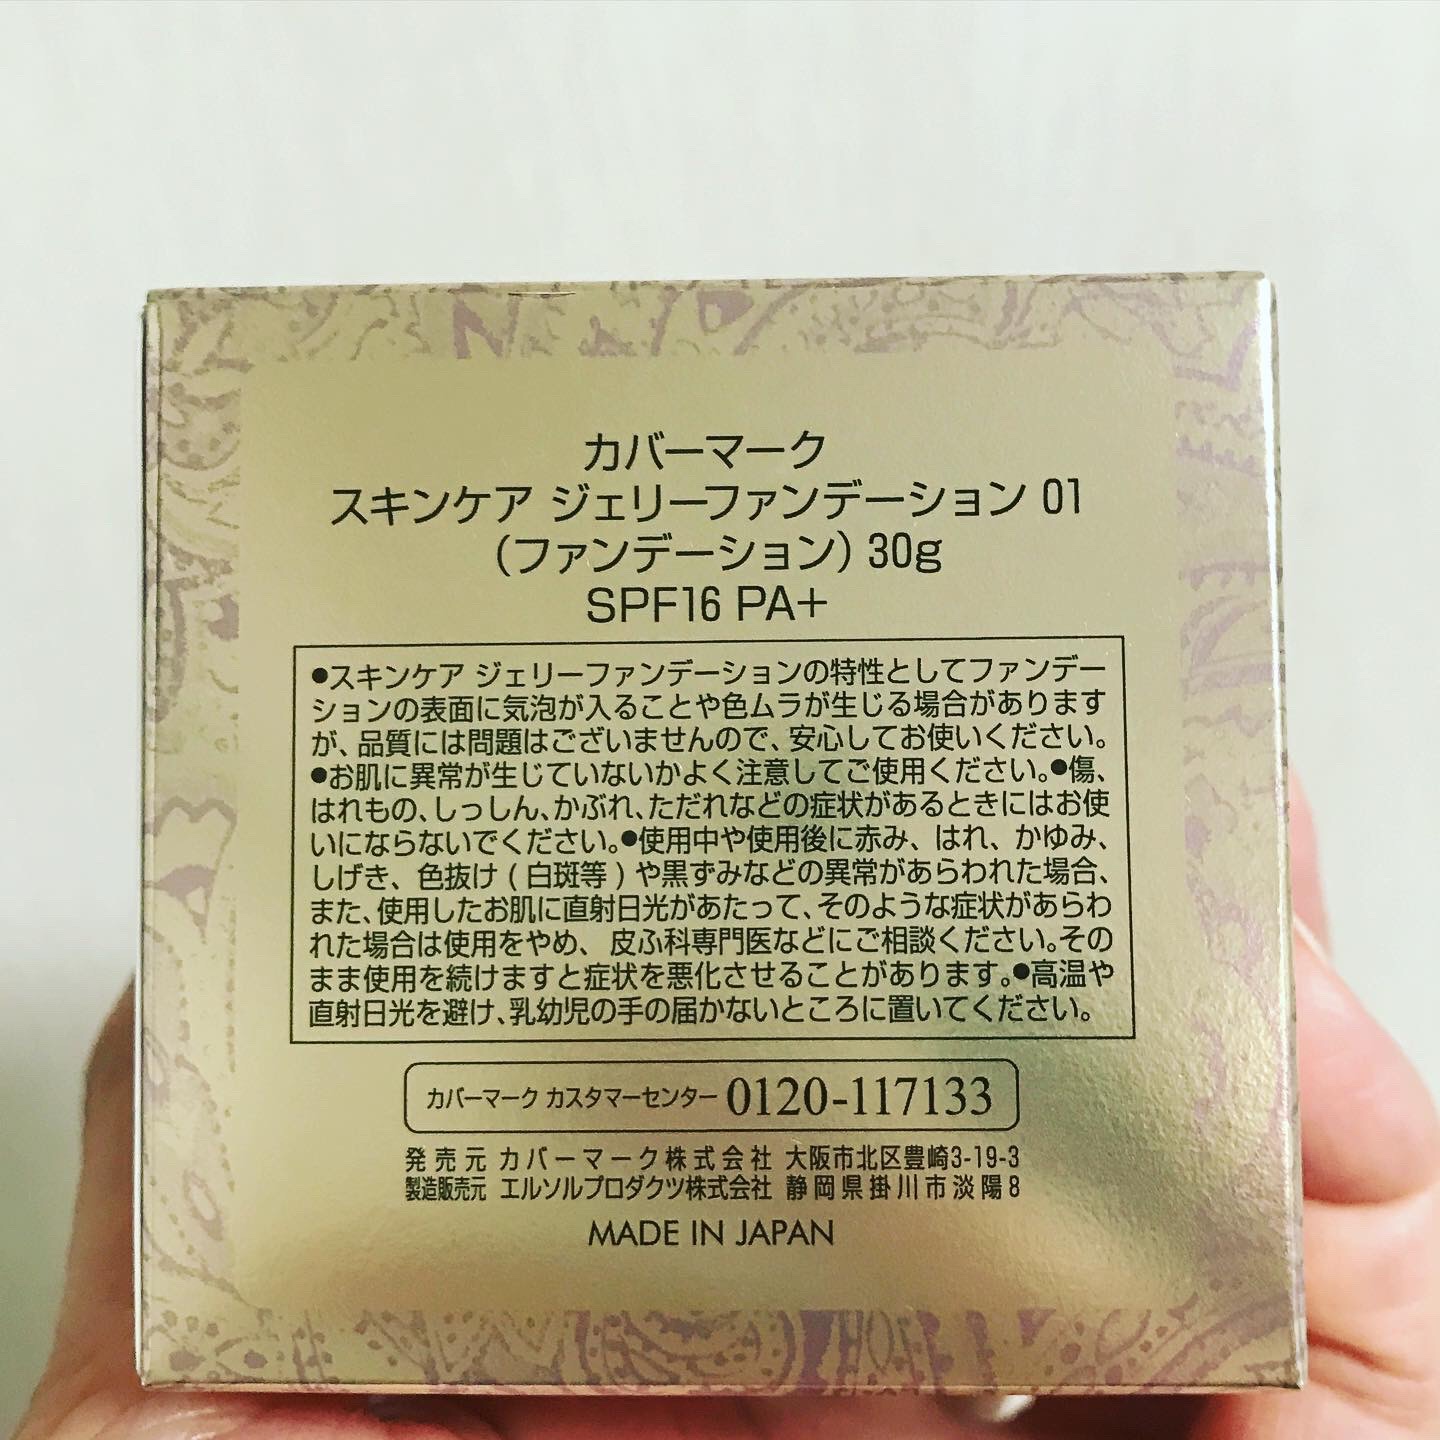 カバーマーク
スキンケア ジェリーファンデーション 01
(ファンデーション) 30g
SPF16 PA+
●スキンケア ジェリーファンデーションの特性としてファンデー
ションの表面に気泡が入ることや色ムラが生じる場合があります
が、品質には問題はございませんので、安心してお使いください。
●お肌に異常が生じていないかよく注意してご使用ください。●傷、
はれもの、しっしん、かぶれ、ただれなどの症状があるときにはお使
いにならないでください。●使用中や使用後に赤み、はれ、かゆみ、
しげき、色抜け(白斑等)や黒ずみなどの異常があらわれた場合、
また、使用したお肌に直射日光があたって、そのような症状があらわ
れた場合は使用をやめ、皮ふ科専門医などにご相談ください。その
まま使用を続けますと症状を悪化させることがあります。●高温や
直射日光を避け、乳幼児の手の届かないところに置いてください。
カバーマーク カスタマーセンター 0120-117133
発売元 カバーマーク株式会社 大阪市北区豊崎3-19-3
製造販売元 エルソルプロダクツ株式会社 静岡県掛川市淡陽8
MADE IN JAPAN